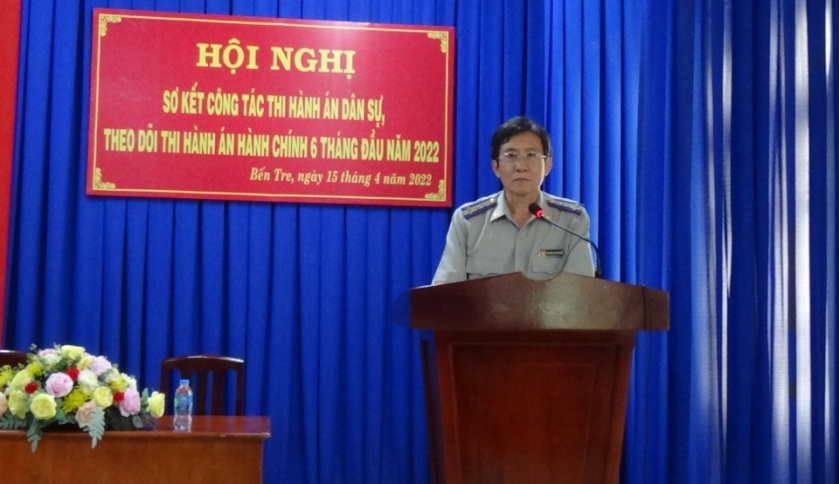 HỘI NGHỊ
SƠ KẾT CÔNG TÁC THI HÀNH ÁN DÂN SỰ,
THEO DÕI THI HÀNH ÁN HÀNH CHÍNH 6 THÁNG ĐẦU NĂM 2022
Bến Tre, ngày 15 tháng 4 năm 2022